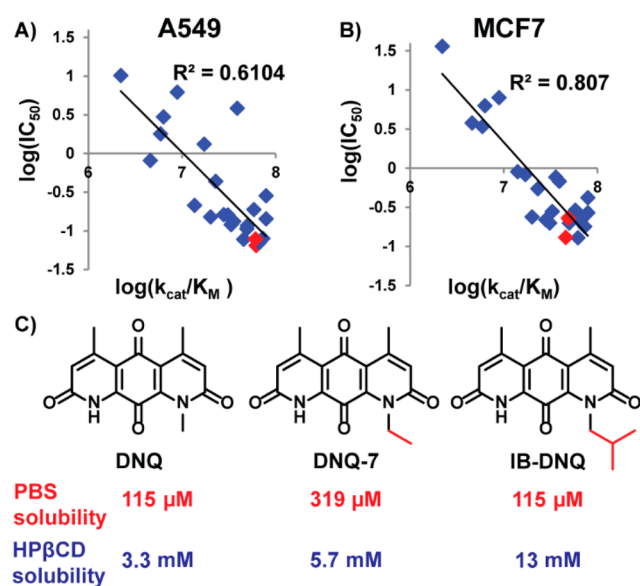 A) A549
R² = 0.6104
log(IC50)
1.5
1
0.5
0
-0.5
-1
-1.5
6 7 8
log(kcat/KM )
B) MCF7
R² = 0.807
log(IC50)
1.5
1
0.5
0
-0.5
-1
-1.5
6 7 8
log(kcat/KM)
C)
O O O
O N H O N O
O N H O N O
O N H O N O
DNQ DNQ-7 IB-DNQ
PBS solubility 115 µM 319 µM 115 µM
HPβCD solubility 3.3 mM 5.7 mM 13 mM